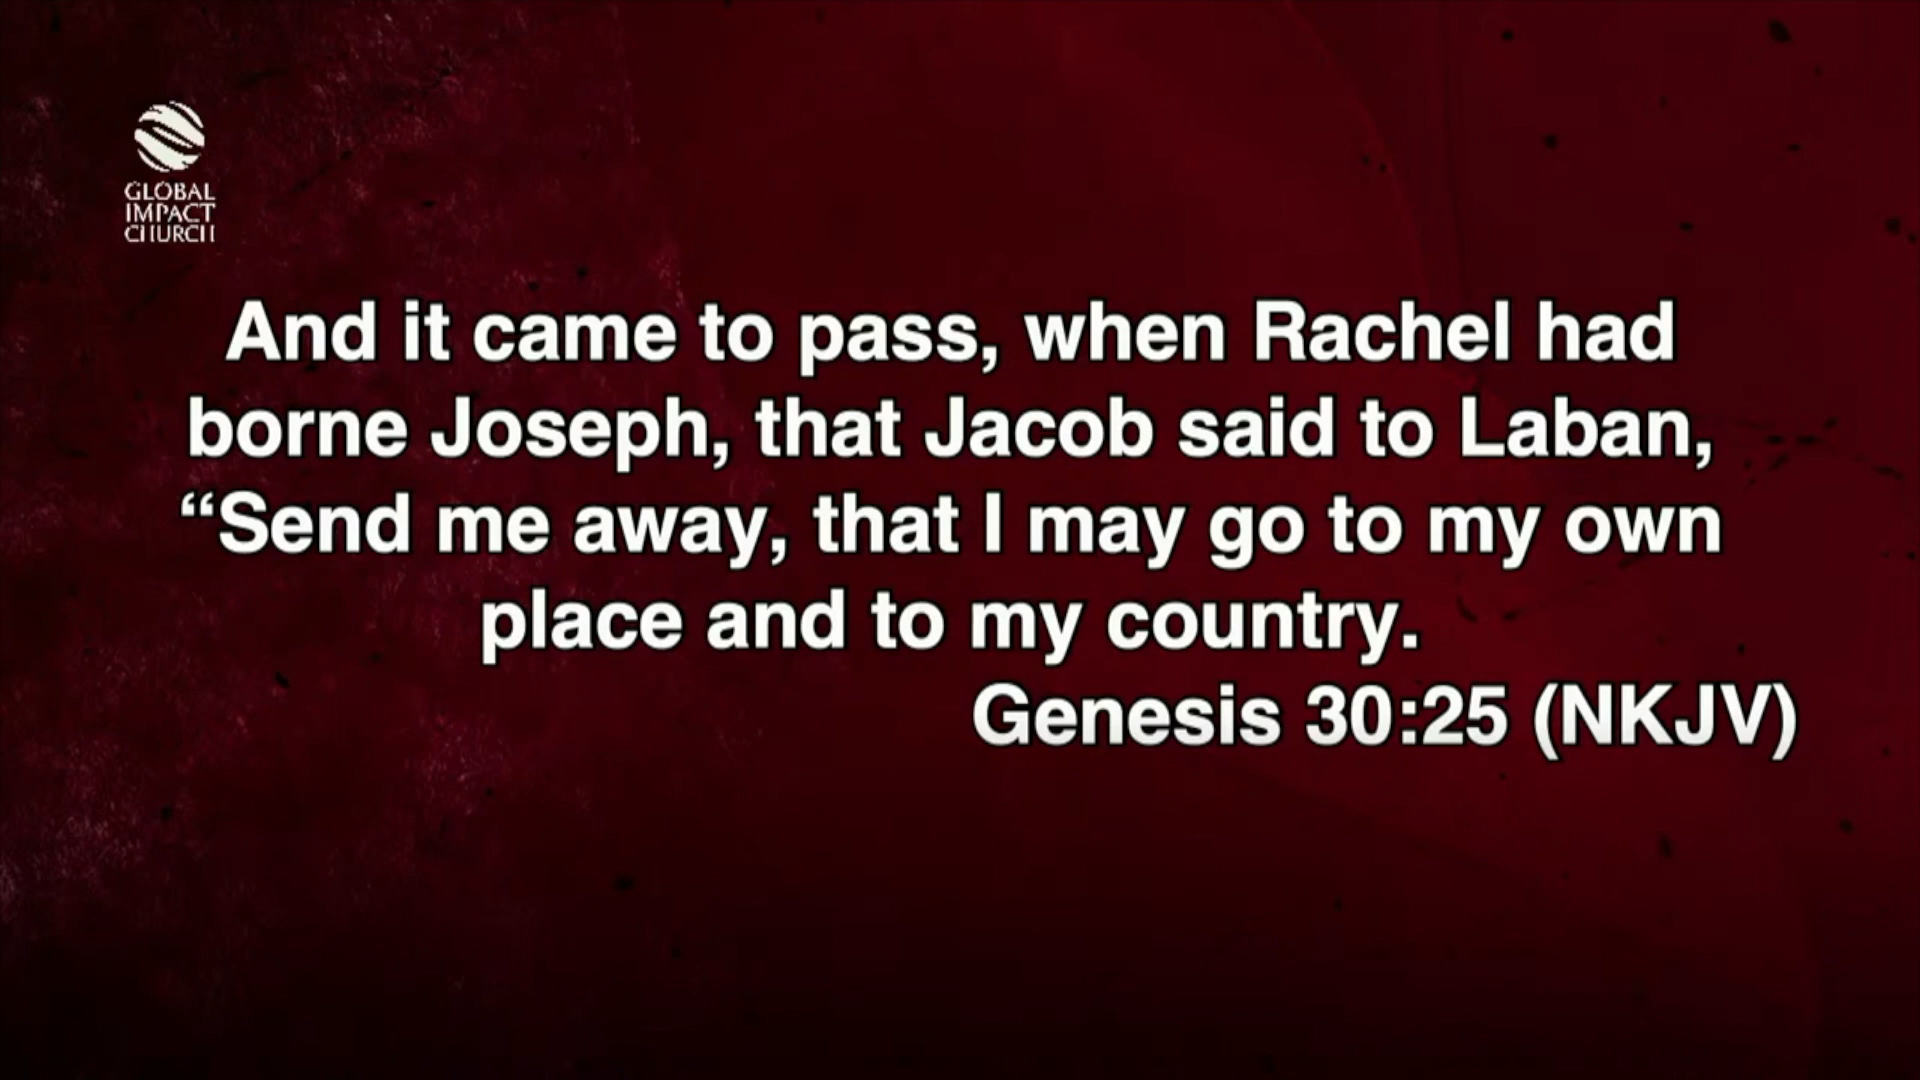 GLOBAL
IMPACT
CHURCH
And it came to pass, when Rachel had
borne Joseph, that Jacob said to Laban,
“Send me away, that I may go to my own
place and to my country.
Genesis 30:25 (NKJV)